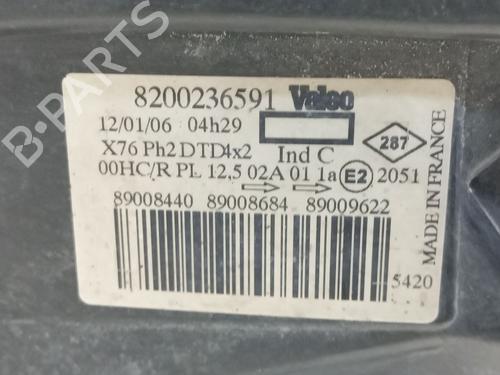 8200236591 Valeo
12/01/06 04h29
X76 Ph2 DTD4x2 Ind C 287
00HC/R PL 12,5 02A 01 1a E2 2051
89008440 89008684 89009622
5420
MADE IN FRANCE
B-PARTS